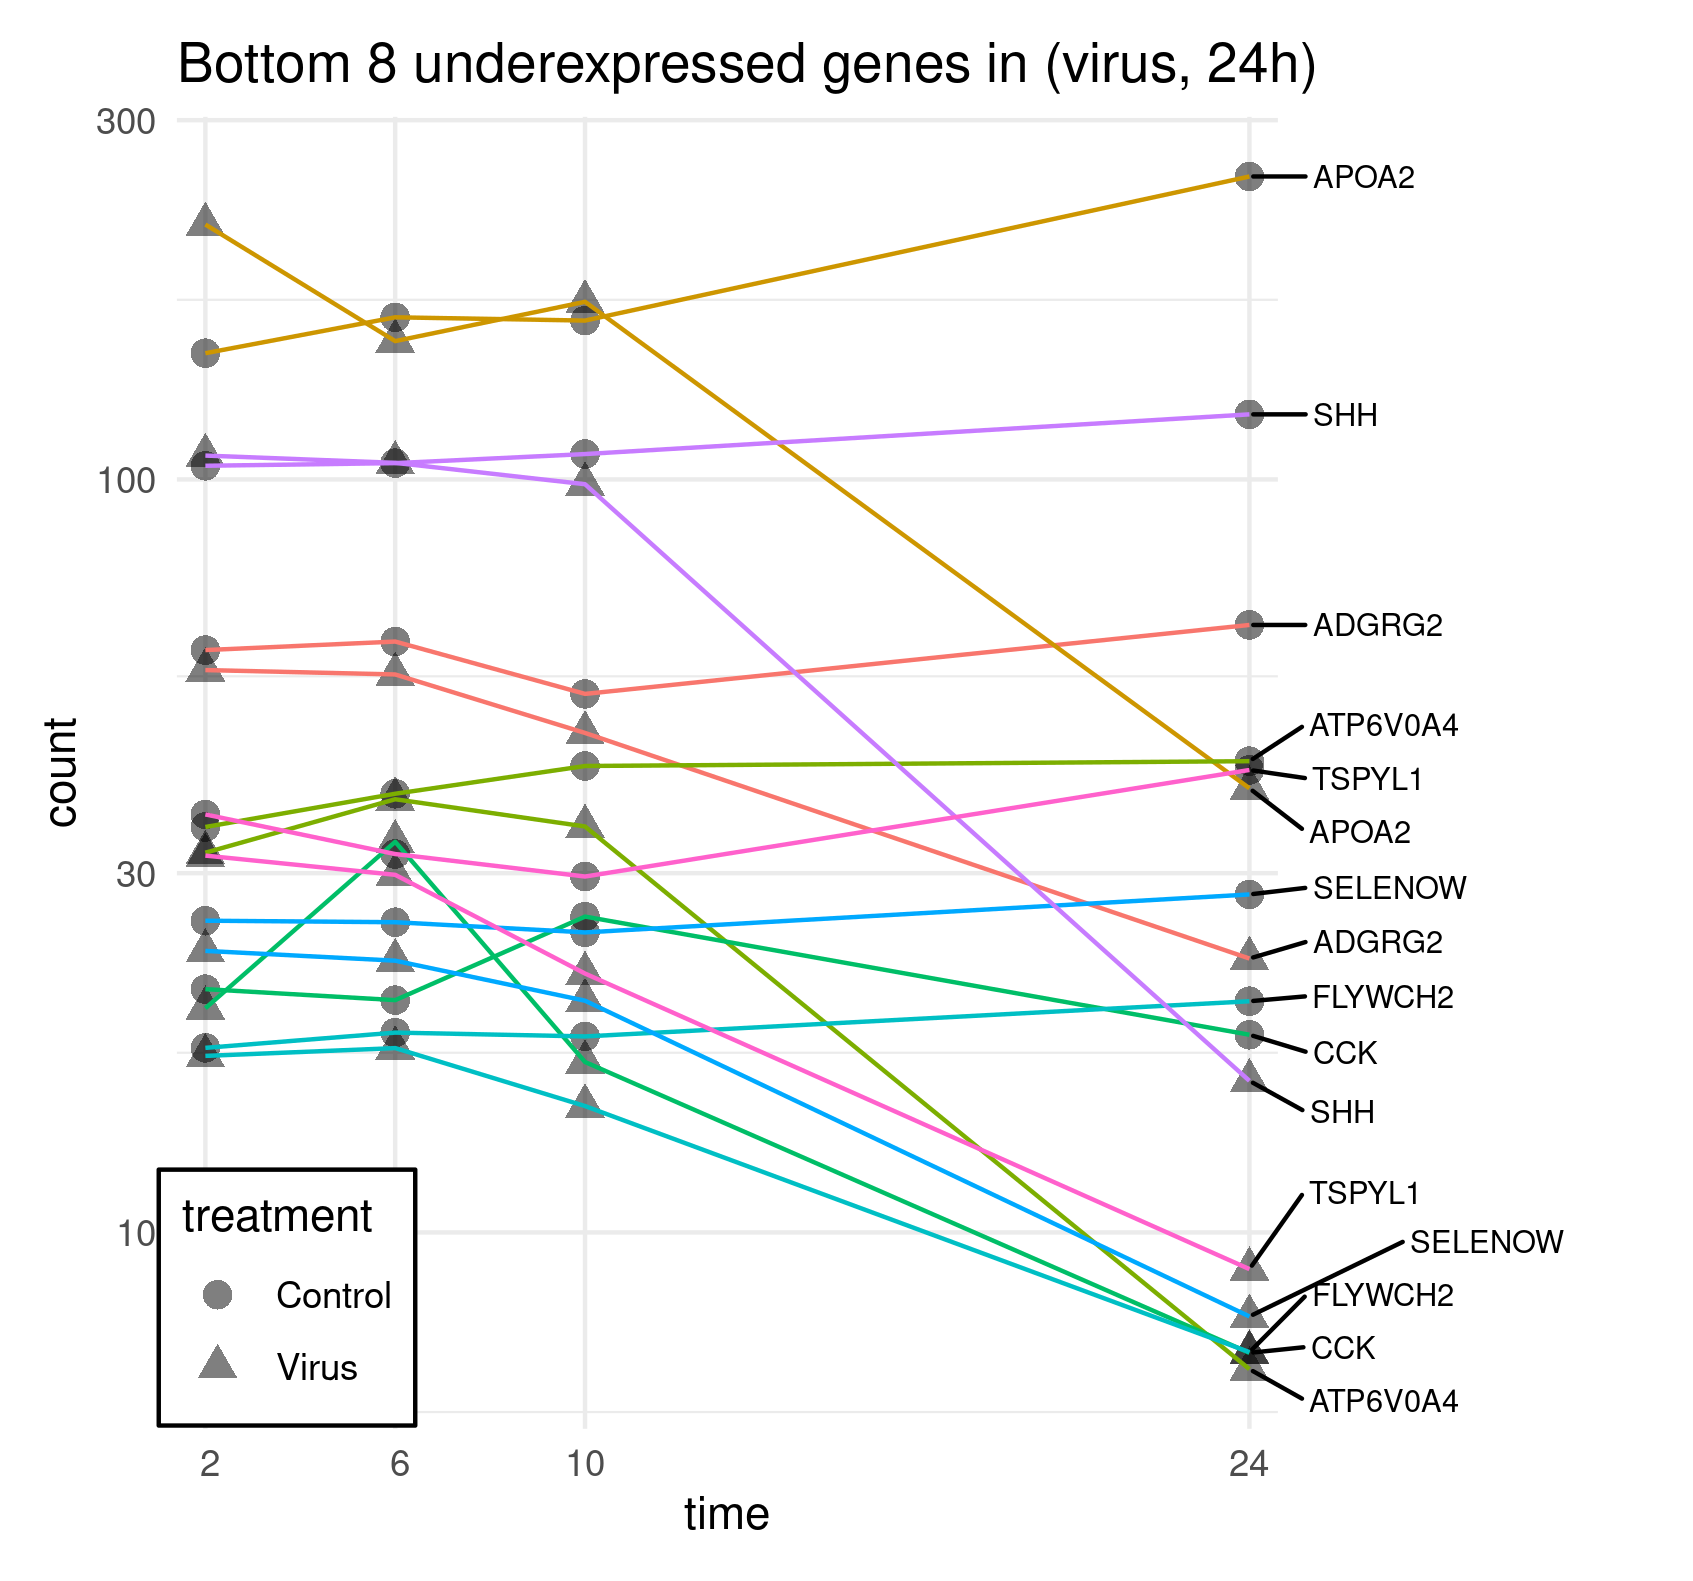 Bottom 8 underexpressed genes in (virus, 24h)
300
100
30
10
count
APOA2
SHH
ADGRG2
ATP6V0A4
TSPYL1
APOA2
SELENOW
ADGRG2
FLYWCH2
CCK
SHH
TSPYL1
SELENOW
FLYWCH2
CCK
ATP6V0A4
treatment
Control
Virus
2 6 10 24
time